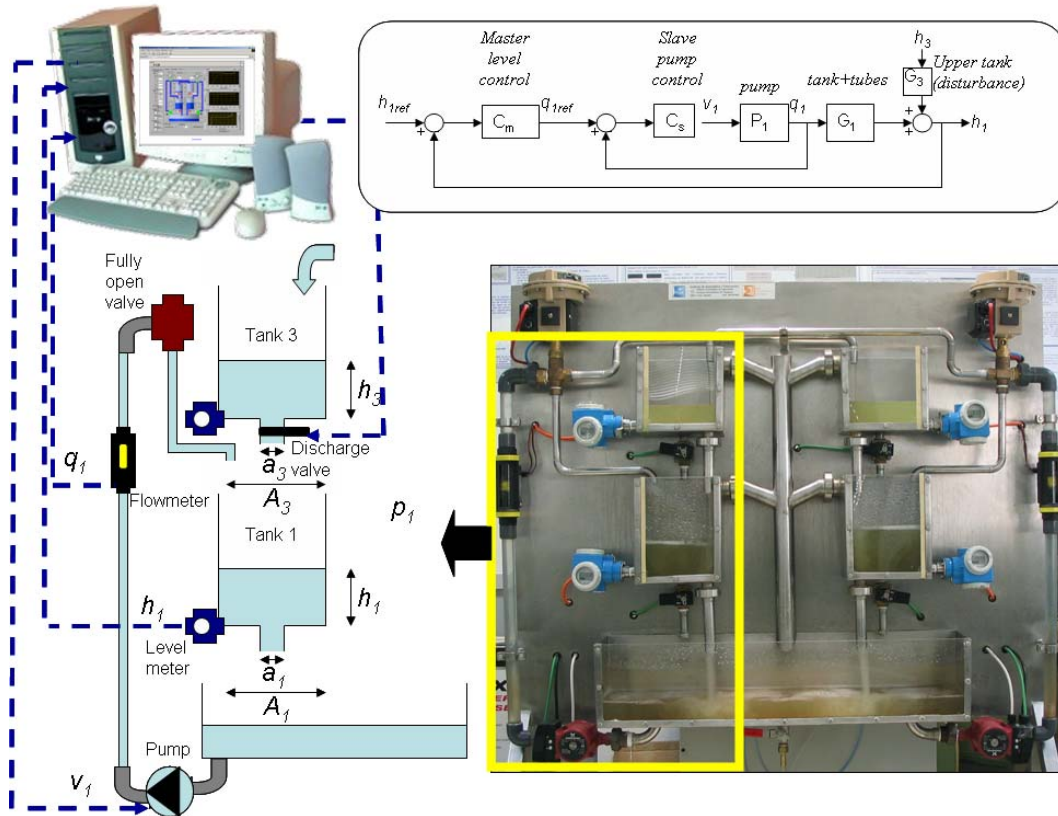 Master
level
control
Slave
pump
control
pump
tank+tubes
h3
Upper tank
(disturbance)
G3
h1ref
+
Cm
q1ref
+
Cs
v1
P1
q1
G1
+
+
h1
Fully
open
valve
Tank 3
h3
Discharge
valve
a3
A3
q1
Flowmeter
Tank 1
p1
h1
h1
Level
meter
a1
A1
Pump
v1